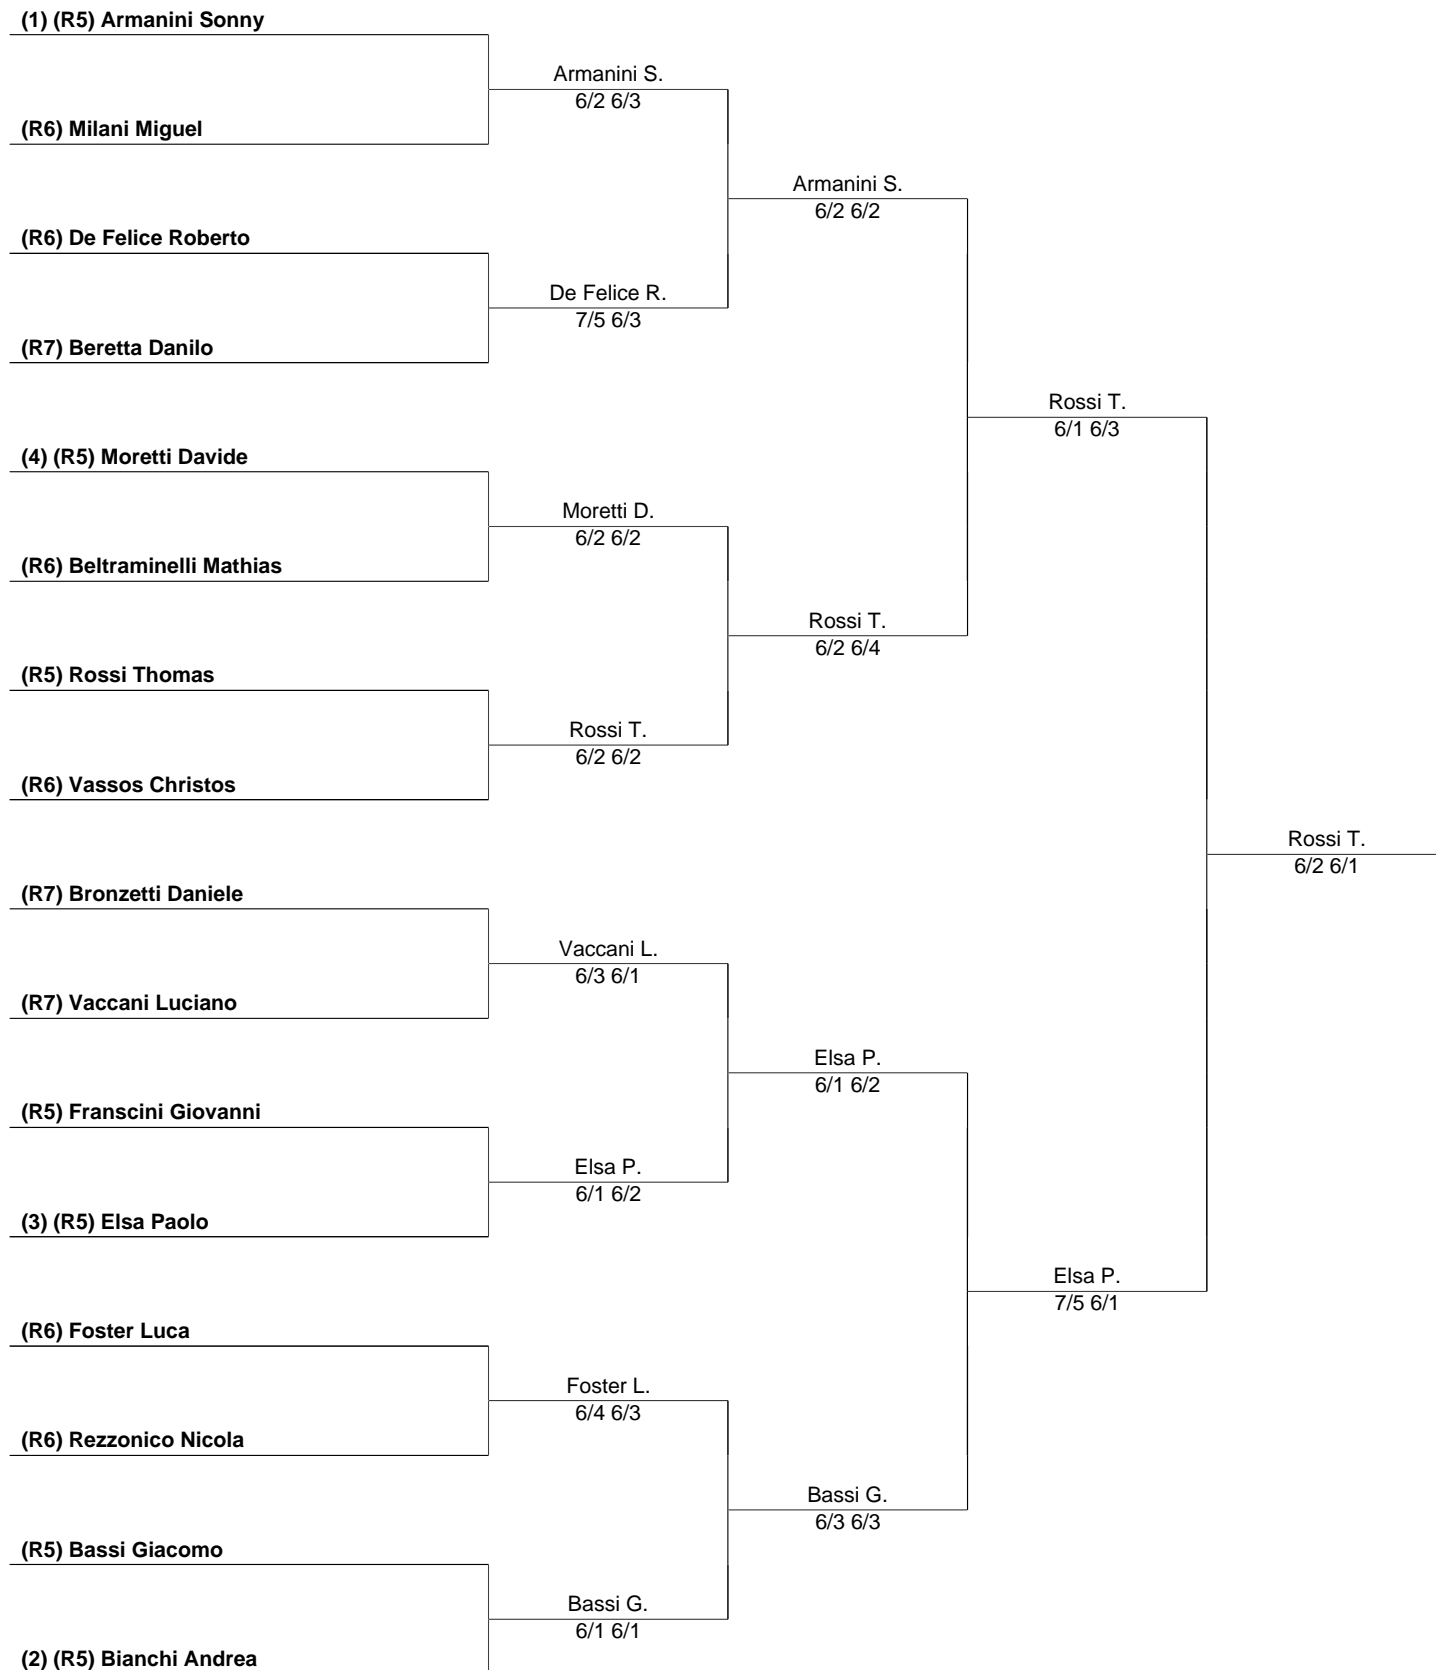 (1) (R5) Armanini Sonny
Armanini S.
6/2 6/3
(R6) Milani Miguel
Armanini S.
6/2 6/2
(R6) De Felice Roberto
De Felice R.
7/5 6/3
(R7) Beretta Danilo
Rossi T.
6/1 6/3
(4) (R5) Moretti Davide
Moretti D.
6/2 6/2
(R6) Beltraminelli Mathias
Rossi T.
6/2 6/4
(R5) Rossi Thomas
Rossi T.
6/2 6/2
(R6) Vassos Christos
Rossi T.
6/2 6/1
(R7) Bronzetti Daniele
Vaccani L.
6/3 6/1
(R7) Vaccani Luciano
Elsa P.
6/1 6/2
(R5) Franscini Giovanni
Elsa P.
6/1 6/2
(3) (R5) Elsa Paolo
Elsa P.
7/5 6/1
(R6) Foster Luca
Foster L.
6/4 6/3
(R6) Rezzonico Nicola
Bassi G.
6/3 6/3
(R5) Bassi Giacomo
Bassi G.
6/1 6/1
(2) (R5) Bianchi Andrea